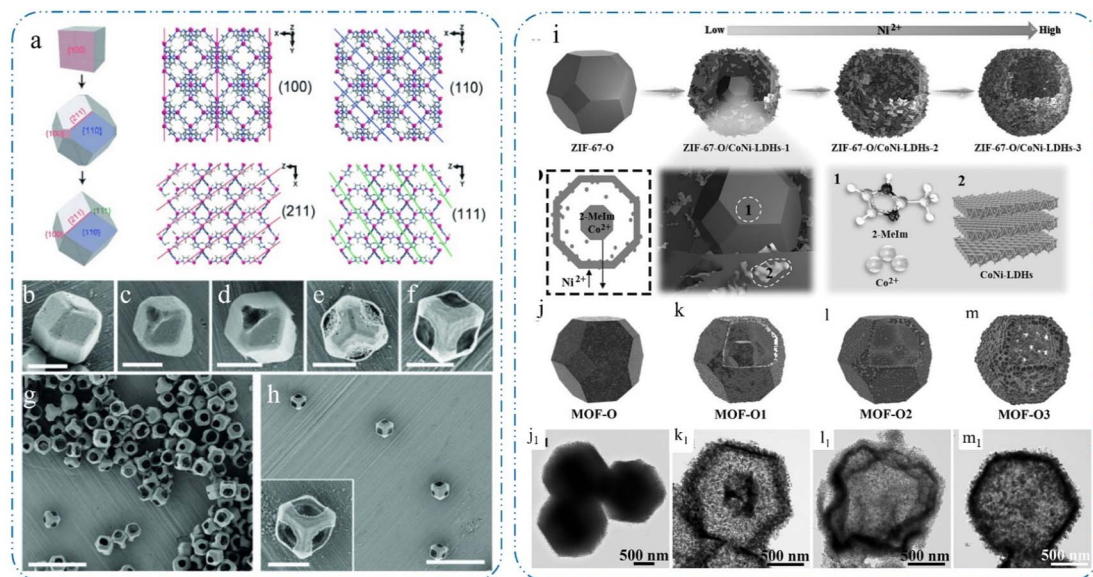 a
{100}
{211}
{100}
{110}
{111}
{211}
{100}
{110}
X Z Y
(100)
X Z Y
(110)
Z X
(211)
Z Y
(111)
b
c
d
e
f
g
h
i
Low
Ni2+
High
ZIF-67-O
ZIF-67-O/CoNi-LDHs-1
ZIF-67-O/CoNi-LDHs-2
ZIF-67-O/CoNi-LDHs-3
2-MeIm
Co2+
Ni2+
1
2
1
2-MeIm
Co2+
2
CoNi-LDHs
j
k
l
m
MOF-O
MOF-O1
MOF-O2
MOF-O3
j1
k1
l1
m1
500 nm
500 nm
500 nm
500 nm